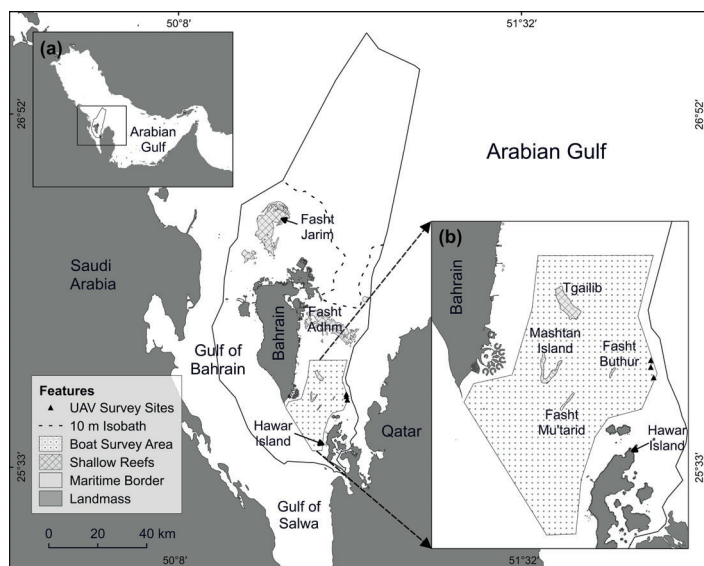 50°8'
51°32'
(a)
Arabian
Gulf
26°52'
26°52'
Arabian Gulf
Fasht
Jarim
Saudi
Arabia
(b)
Bahrain
Tgailib
Mashtan
Island
Fasht
Buthur
Fasht
Mu'tarid
Hawar
Island
Fasht
Adhm
Bahrain
Gulf of
Bahrain
Hawar
Island
Qatar
Gulf of
Salwa
Features
UAV Survey Sites
10 m Isobath
Boat Survey Area
Shallow Reefs
Maritime Border
Landmass
25°33'
25°33'
0 20 40 km
50°8'
51°32'